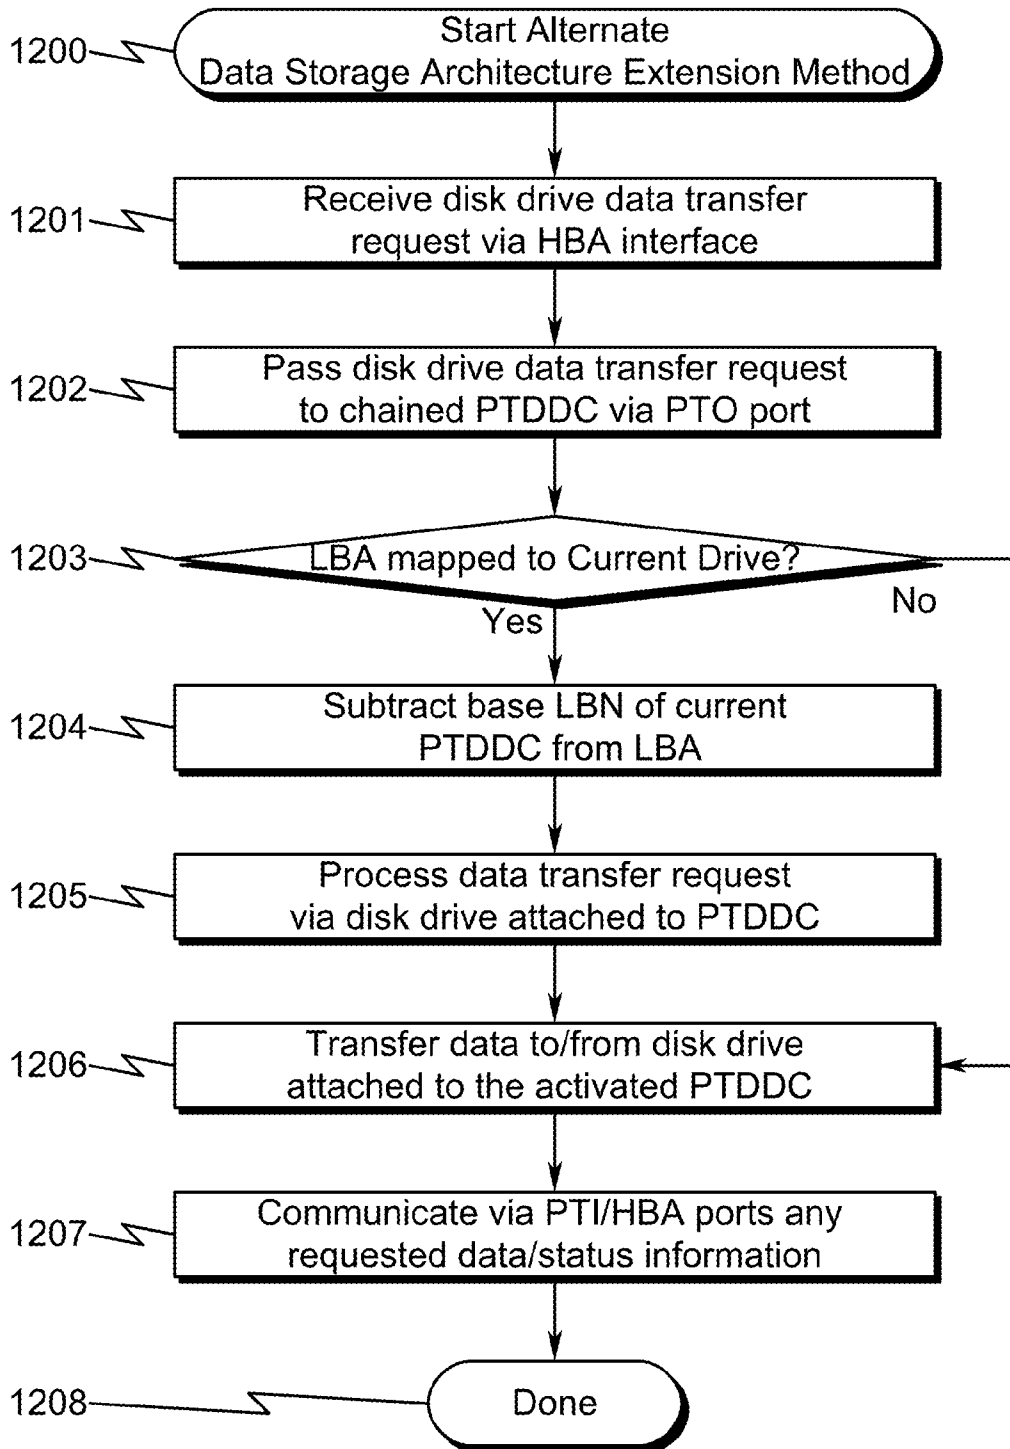 1200
Start Alternate
Data Storage Architecture Extension Method
1201
Receive disk drive data transfer
request via HBA interface
1202
Pass disk drive data transfer request
to chained PTDDC via PTO port
1203
LBA mapped to Current Drive?
No
Yes
1204
Subtract base LBN of current
PTDDC from LBA
1205
Process data transfer request
via disk drive attached to PTDDC
1206
Transfer data to/from disk drive
attached to the activated PTDDC
1207
Communicate via PTI/HBA ports any
requested data/status information
1208
Done